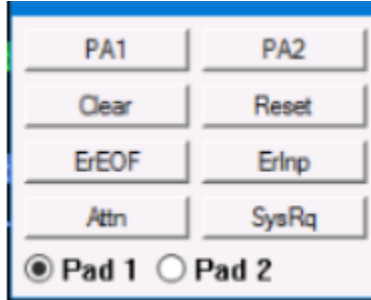 PA1 PA2
Clear Reset
ErEOF ErInp
Attn SysRq
Pad 1 Pad 2